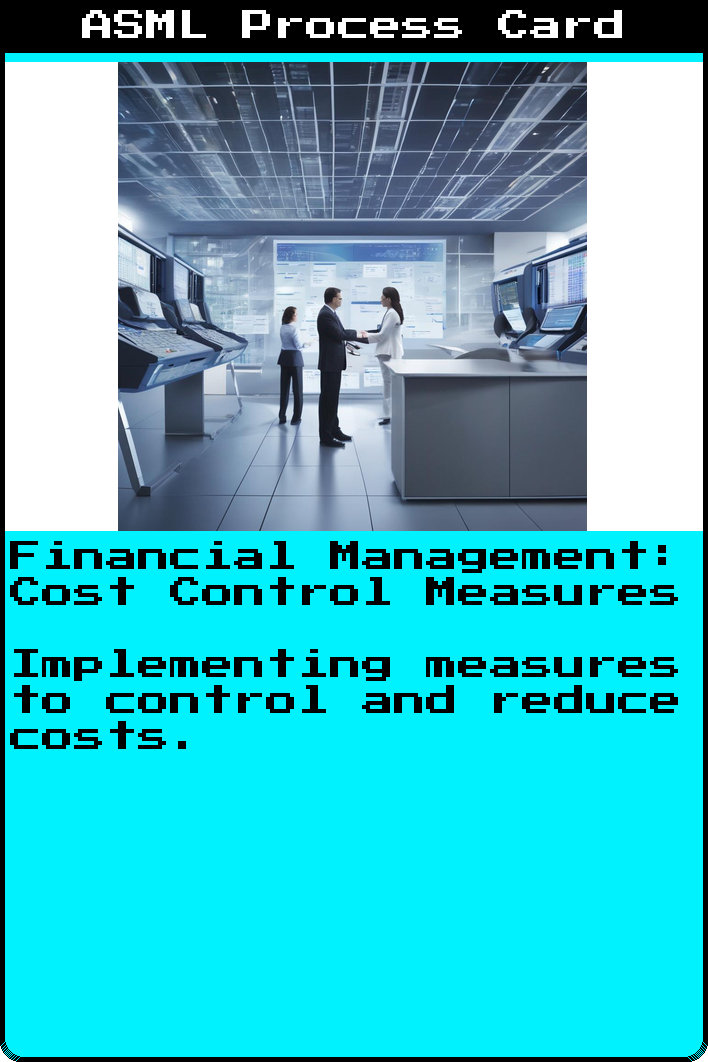 ASML Process Card
Financial Management:
Cost Control Measures
Implementing measures
to control and reduce
costs.